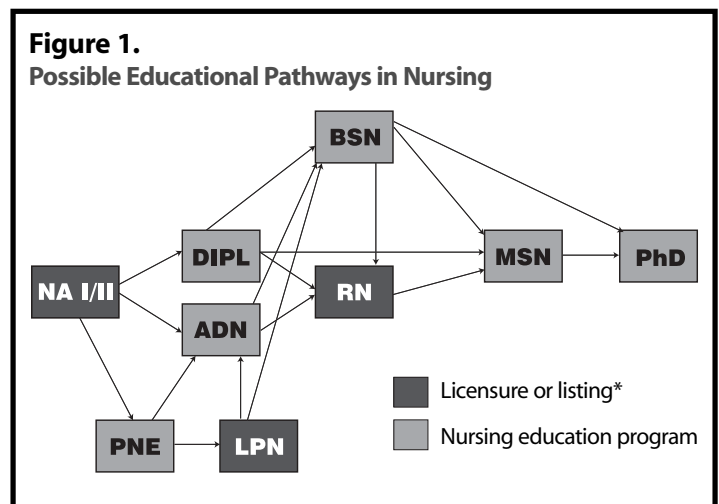 Figure 1.
Possible Educational Pathways in Nursing
BSN
DIPL
MSN
PhD
NA I/II
RN
ADN
Licensure or listing*
PNE
LPN
Nursing education program